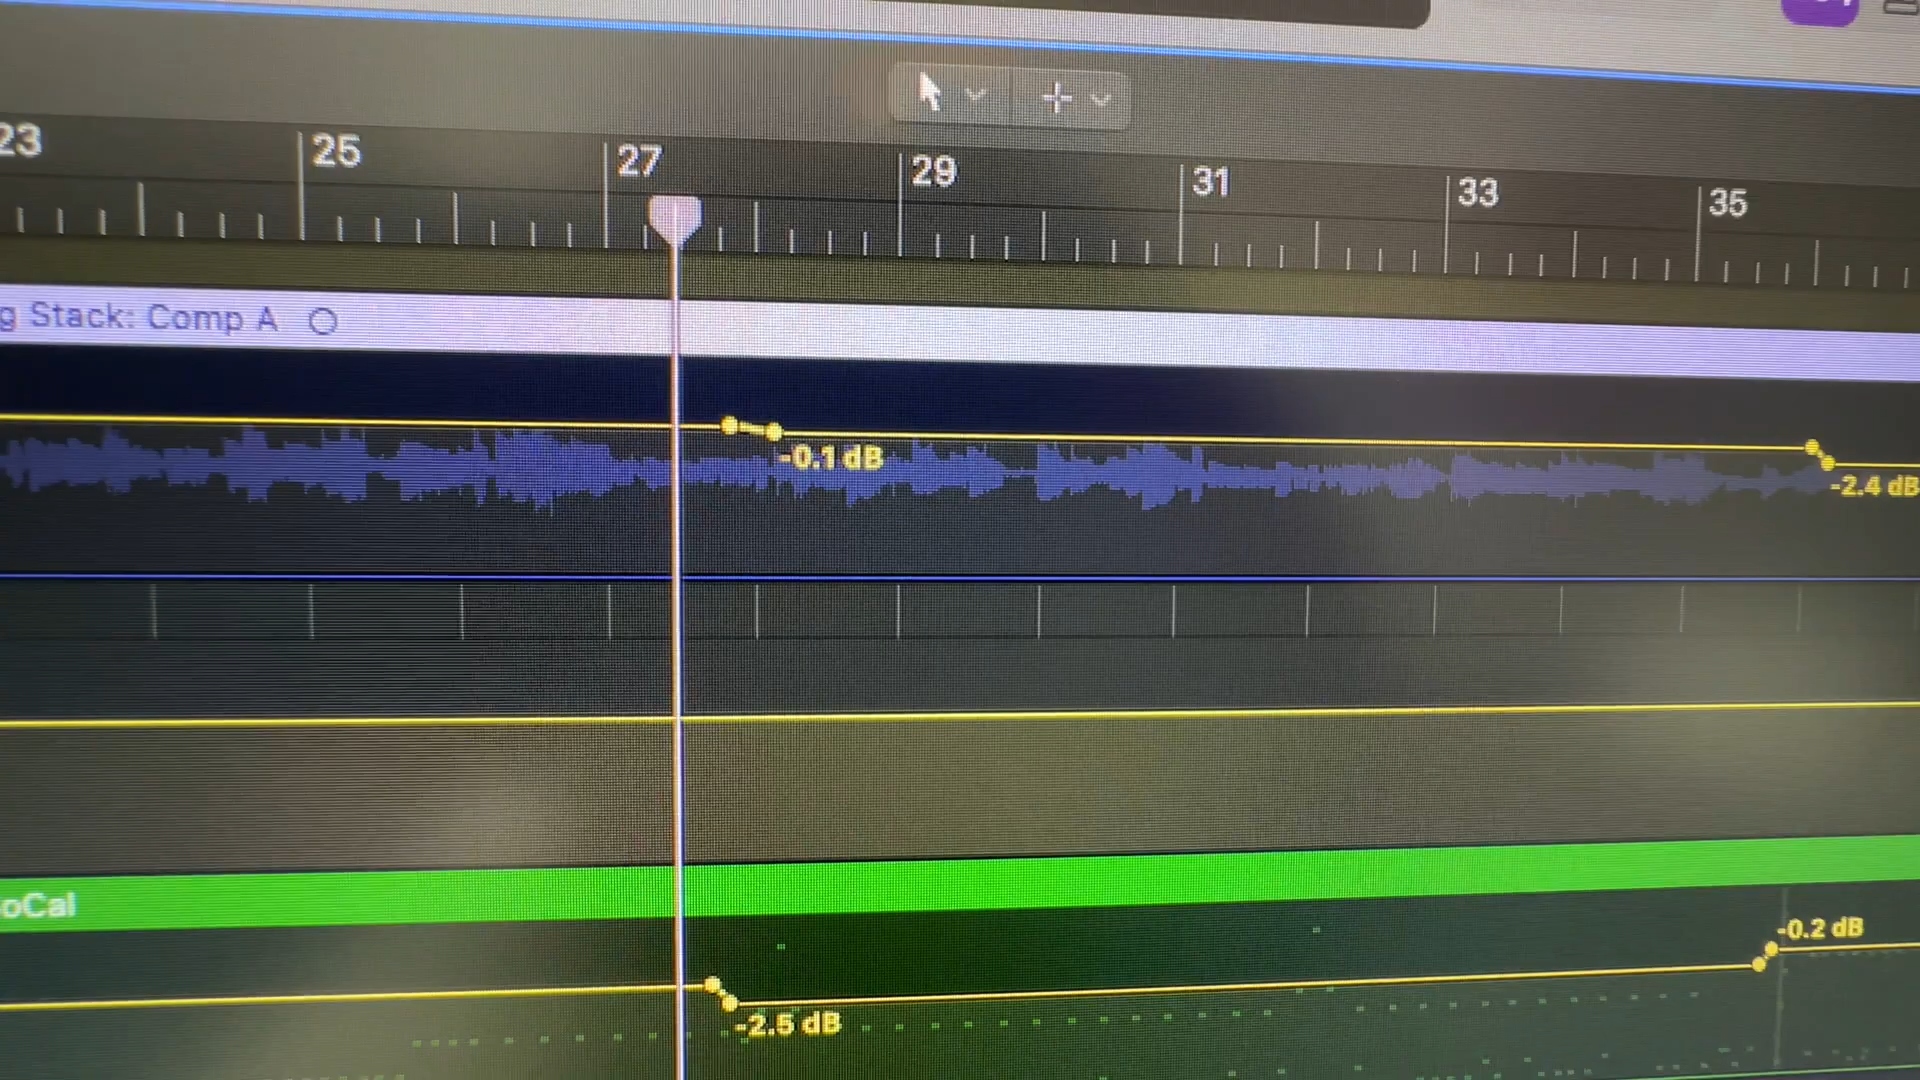 23 25 27 29 31 33 35
g Stack: Comp A
-0.1 dB
-2.4 dB
oCal
-0.2 dB
-2.5 dB